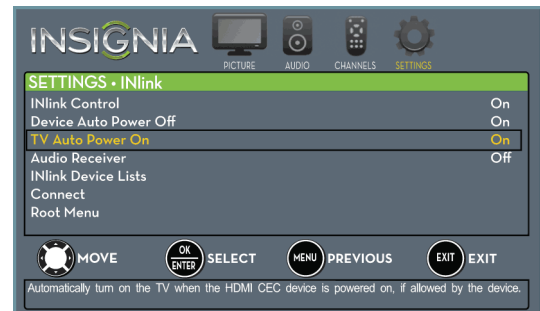 INSIGNIA
PICTURE AUDIO CHANNELS SETTINGS
SETTINGS • INlink
INlink Control On
Device Auto Power Off On
TV Auto Power On On
Audio Receiver Off
INlink Device Lists
Connect
Root Menu
MOVE OK ENTER SELECT MENU PREVIOUS EXIT EXIT
Automatically turn on the TV when the HDMI CEC device is powered on, if allowed by the device.